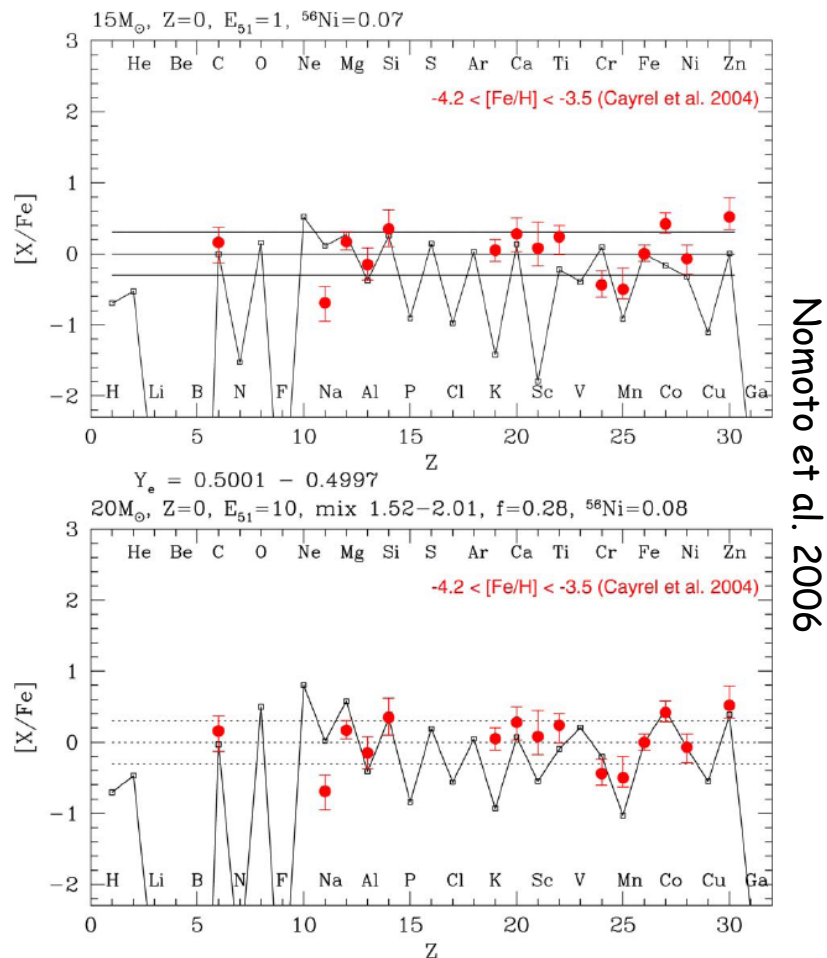 15M⊙, Z=0, E₅₁=1, ⁵⁶Ni=0.07
3
He Be C O Ne Mg Si S Ar Ca Ti Cr Fe Ni Zn
-4.2 < [Fe/H] < -3.5 (Cayrel et al. 2004)
2
1
[X/Fe]
0
−1
−2
H Li B N F Na Al P Cl K Sc V Mn Co Cu Ga
0 5 10 15 20 25 30
Z
Yₑ = 0.5001 − 0.4997
20M⊙, Z=0, E₅₁=10, mix 1.52−2.01, f=0.28, ⁵⁶Ni=0.08
3
He Be C O Ne Mg Si S Ar Ca Ti Cr Fe Ni Zn
-4.2 < [Fe/H] < -3.5 (Cayrel et al. 2004)
2
1
[X/Fe]
0
−1
−2
H Li B N F Na Al P Cl K Sc V Mn Co Cu Ga
0 5 10 15 20 25 30
Z
Nomoto et al. 2006